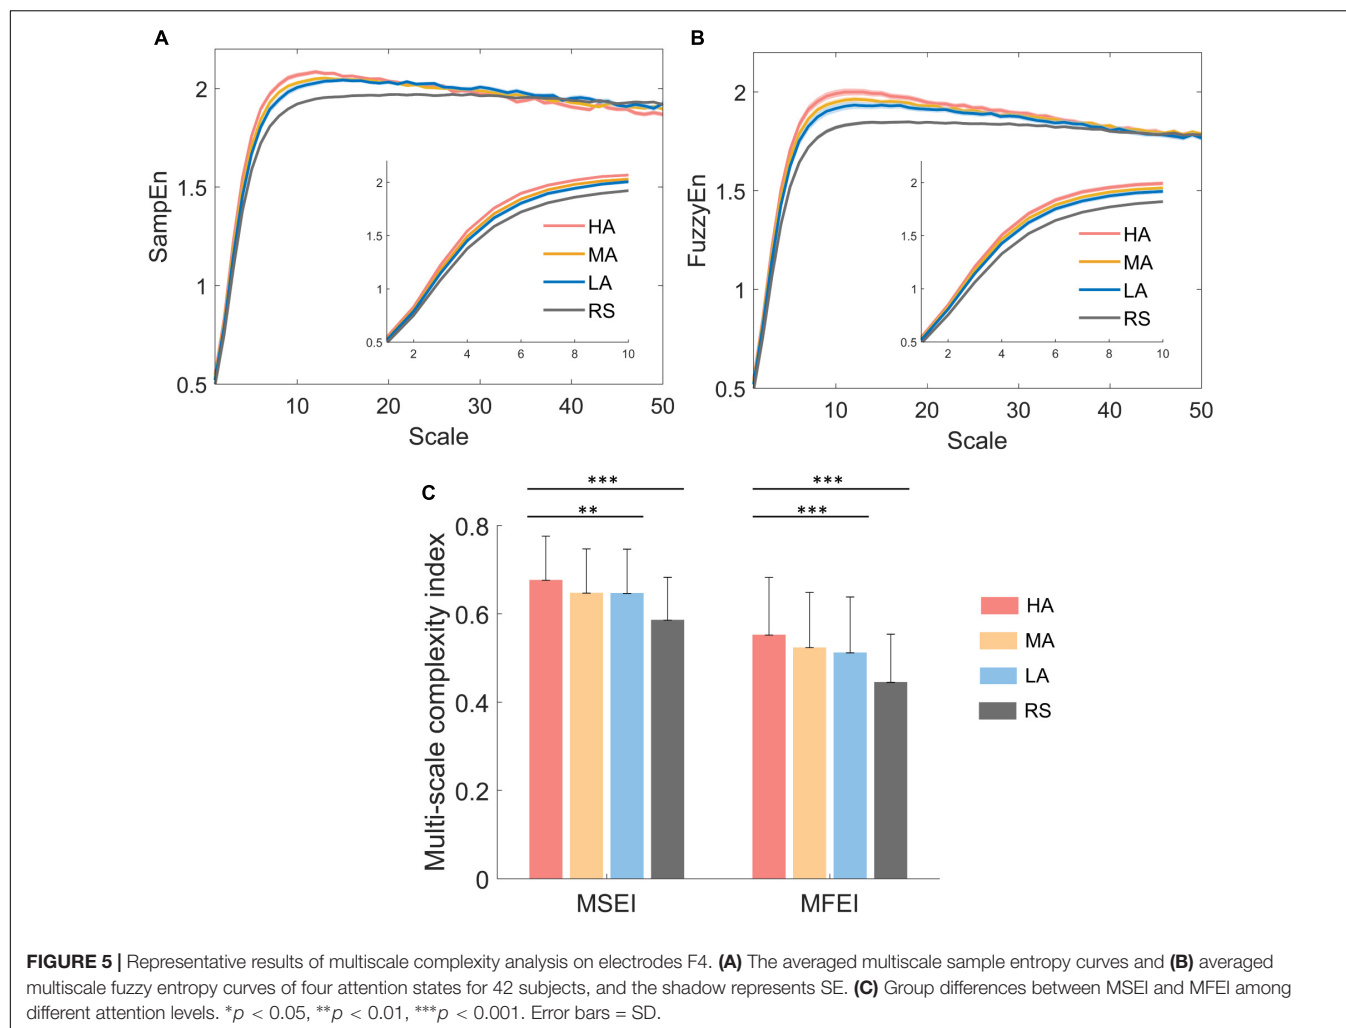 A
B
2
1.5
1
0.5
SampEn
2
1.5
1
0.5
2 4 6 8 10
HA
MA
LA
RS
10 20 30 40 50
Scale
2
1.5
1
0.5
FuzzyEn
2
1.5
1
0.5
2 4 6 8 10
HA
MA
LA
RS
10 20 30 40 50
Scale
C
*** ***
** ***
0.8
0.6
0.4
0.2
0
Multi-scale complexity index
MSEI MFEI
HA
MA
LA
RS
FIGURE 5 | Representative results of multiscale complexity analysis on electrodes F4. (A) The averaged multiscale sample entropy curves and (B) averaged
multiscale fuzzy entropy curves of four attention states for 42 subjects, and the shadow represents SE. (C) Group differences between MSEI and MFEI among
different attention levels. *p < 0.05, **p < 0.01, ***p < 0.001. Error bars = SD.